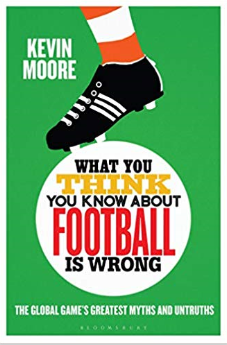 KEVIN
MOORE
WHAT YOU
THINK
YOU KNOW ABOUT
FOOTBALL
IS WRONG
THE GLOBAL GAME'S GREATEST MYTHS AND UNTRUTHS
BLOOMSBURY